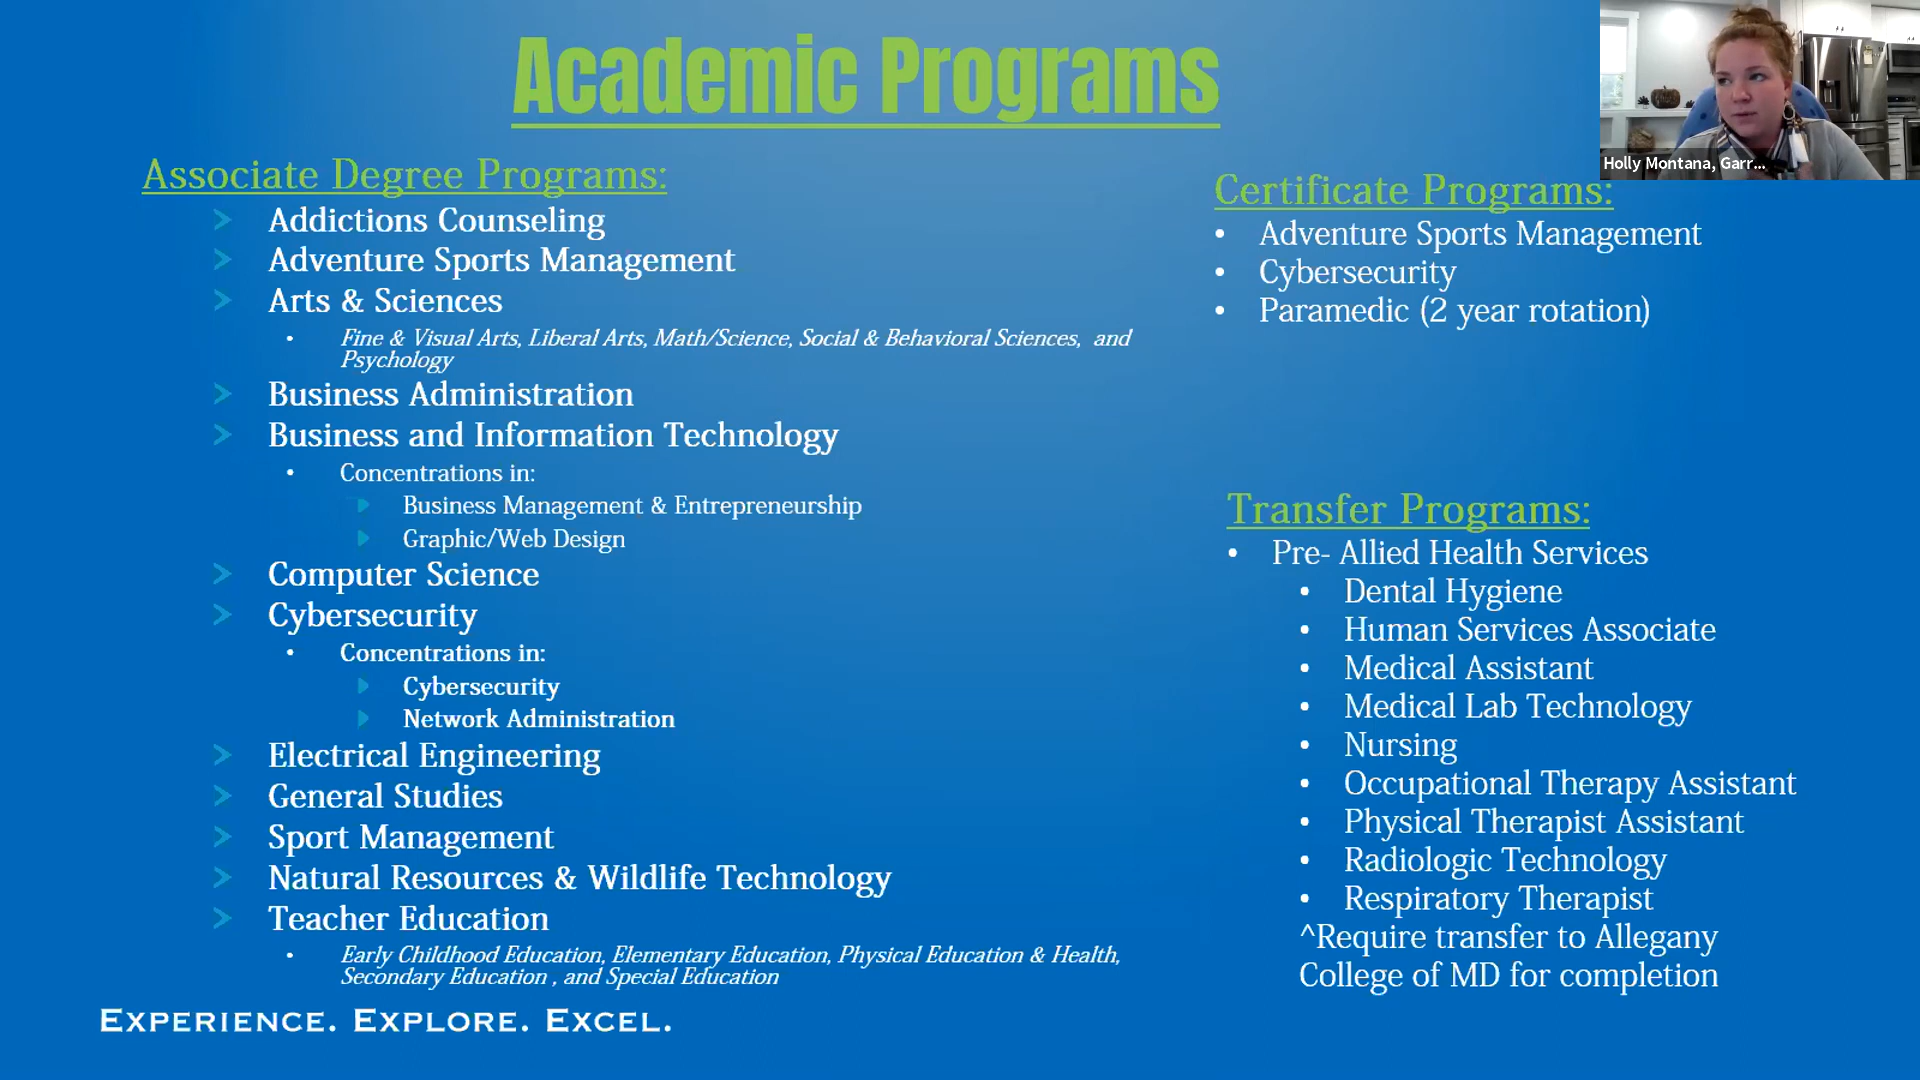 Academic Programs
Holly Montana, Garr...
Associate Degree Programs:
Addictions Counseling
Adventure Sports Management
Arts & Sciences
Fine & Visual Arts, Liberal Arts, Math/Science, Social & Behavioral Sciences, and
Psychology
Business Administration
Business and Information Technology
Concentrations in:
Business Management & Entrepreneurship
Graphic/Web Design
Computer Science
Cybersecurity
Concentrations in:
Cybersecurity
Network Administration
Electrical Engineering
General Studies
Sport Management
Natural Resources & Wildlife Technology
Teacher Education
Early Childhood Education, Elementary Education, Physical Education & Health,
Secondary Education , and Special Education
Certificate Programs:
Adventure Sports Management
Cybersecurity
Paramedic (2 year rotation)
Transfer Programs:
Pre- Allied Health Services
Dental Hygiene
Human Services Associate
Medical Assistant
Medical Lab Technology
Nursing
Occupational Therapy Assistant
Physical Therapist Assistant
Radiologic Technology
Respiratory Therapist
^Require transfer to Allegany
College of MD for completion
EXPERIENCE. EXPLORE. EXCEL.